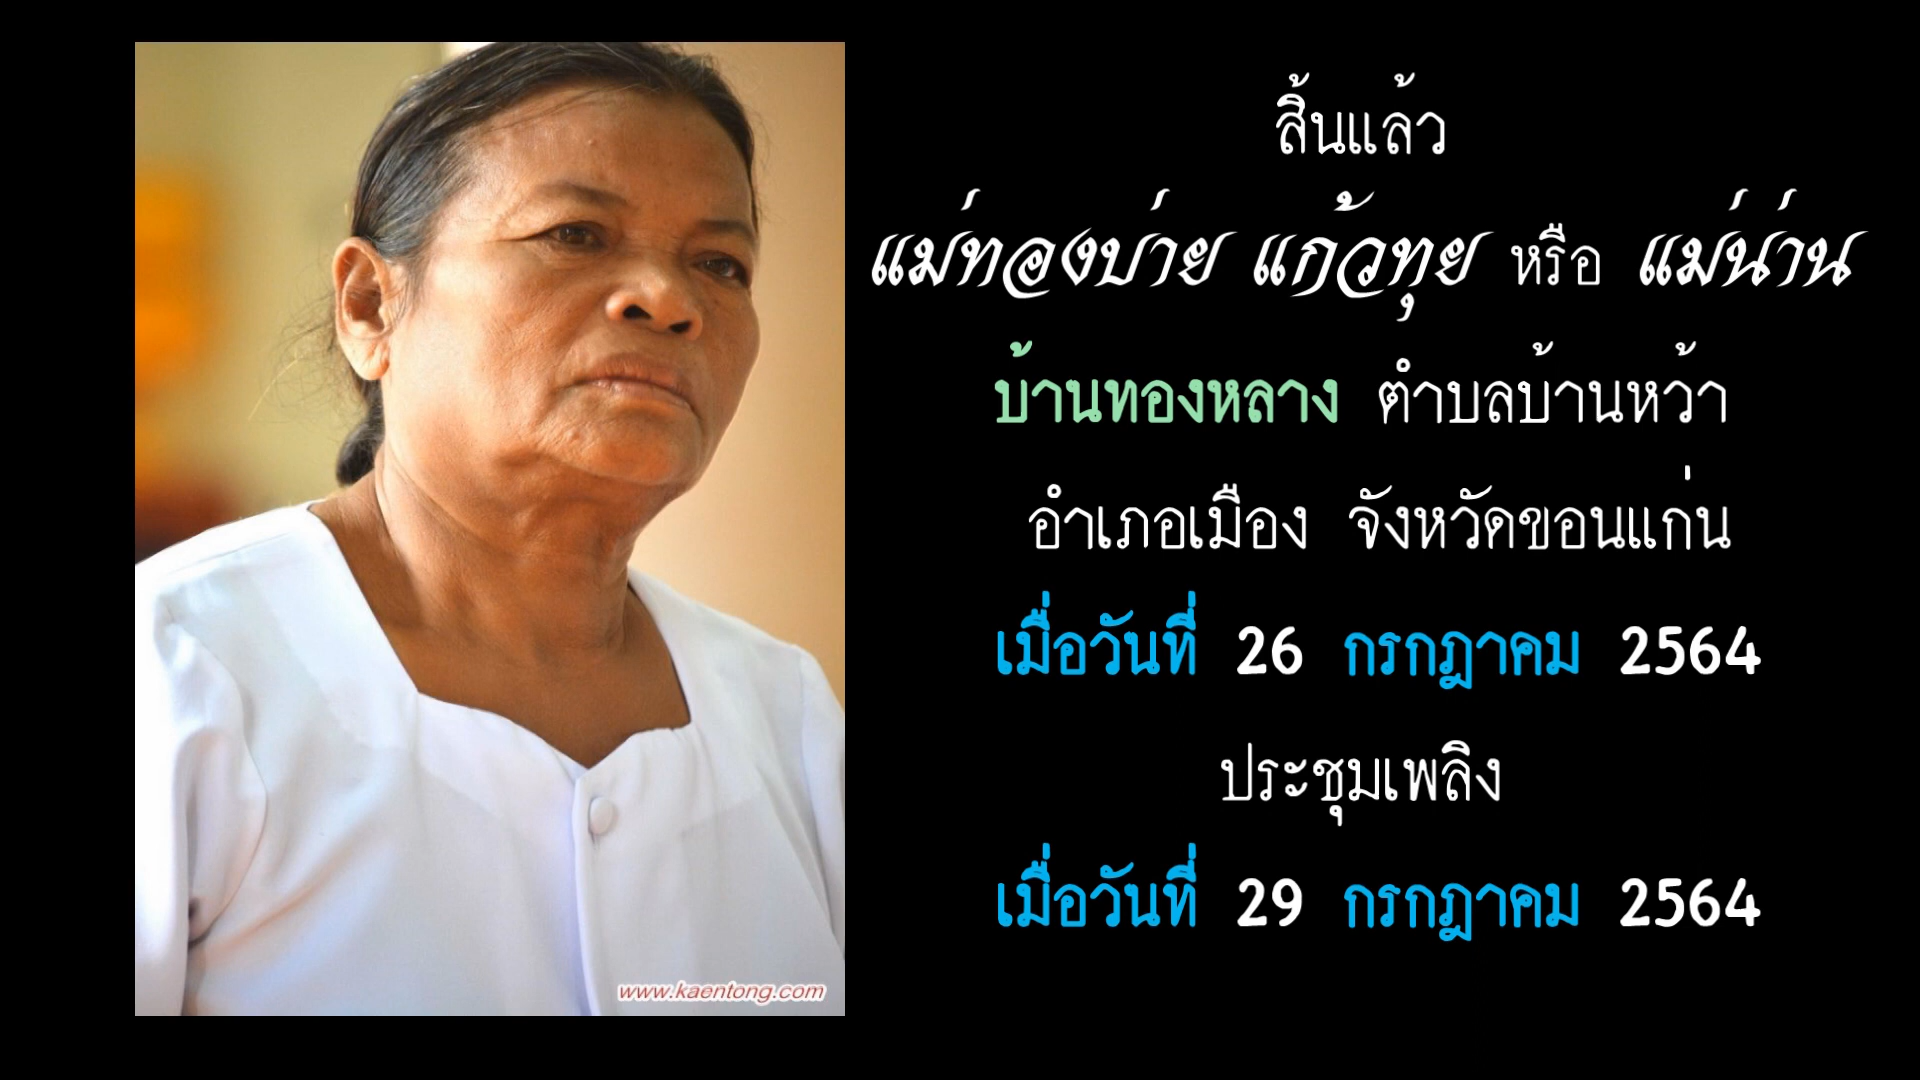 สิ้นแล้ว
แม่ทองบ่าย แก้วทุย หรือ แม่น่าน
บ้านทองหลาง ตำบลบ้านหว้า
อำเภอเมือง จังหวัดขอนแก่น
เมื่อวันที่ 26 กรกฎาคม 2564
ประชุมเพลิง
เมื่อวันที่ 29 กรกฎาคม 2564
www.kaentong.com